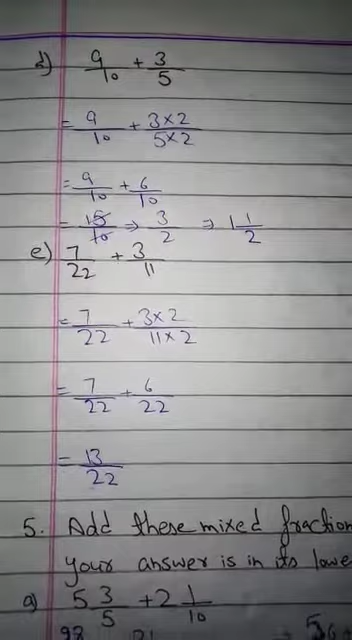 d) 9/10 + 3/5
= 9/10 + 3×2/5×2
= 9/10 + 6/10
= 15/10 ⇒ 3/2 ⇒ 1 1/2
e) 7/22 + 3/11
= 7/22 + 3×2/11×2
= 7/22 + 6/22
= 13/22
5. Add these mixed fraction
your answer is in its lowe
a) 5 3/5 + 2 1/10